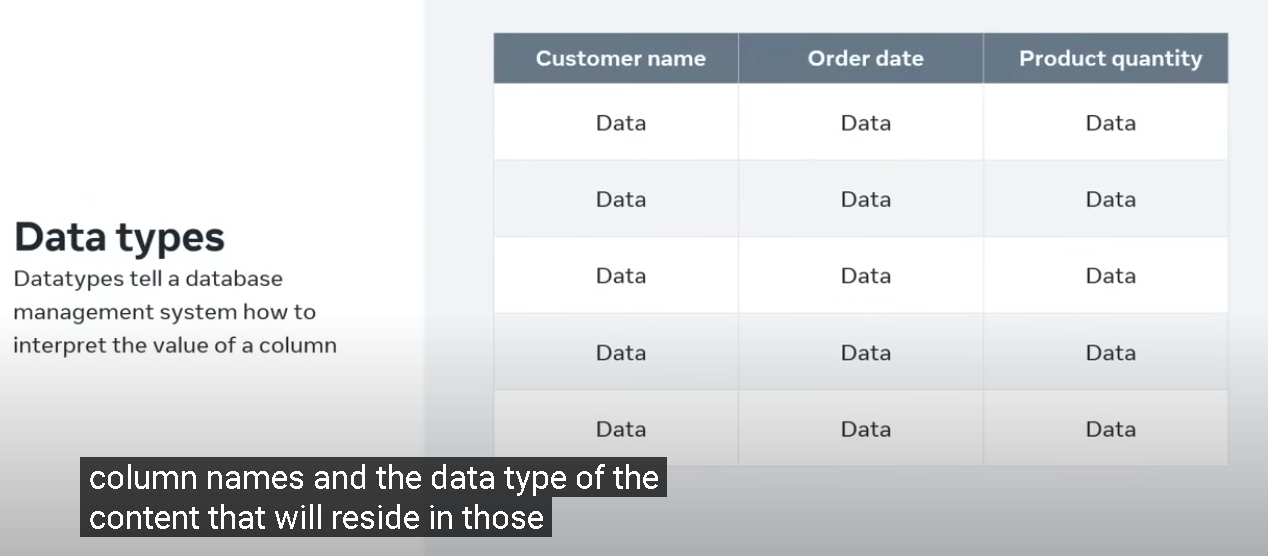 Data types
Datatypes tell a database
management system how to
interpret the value of a column
Customer name Order date Product quantity
Data Data Data
Data Data Data
Data Data Data
Data Data Data
Data Data Data
column names and the data type of the
content that will reside in those